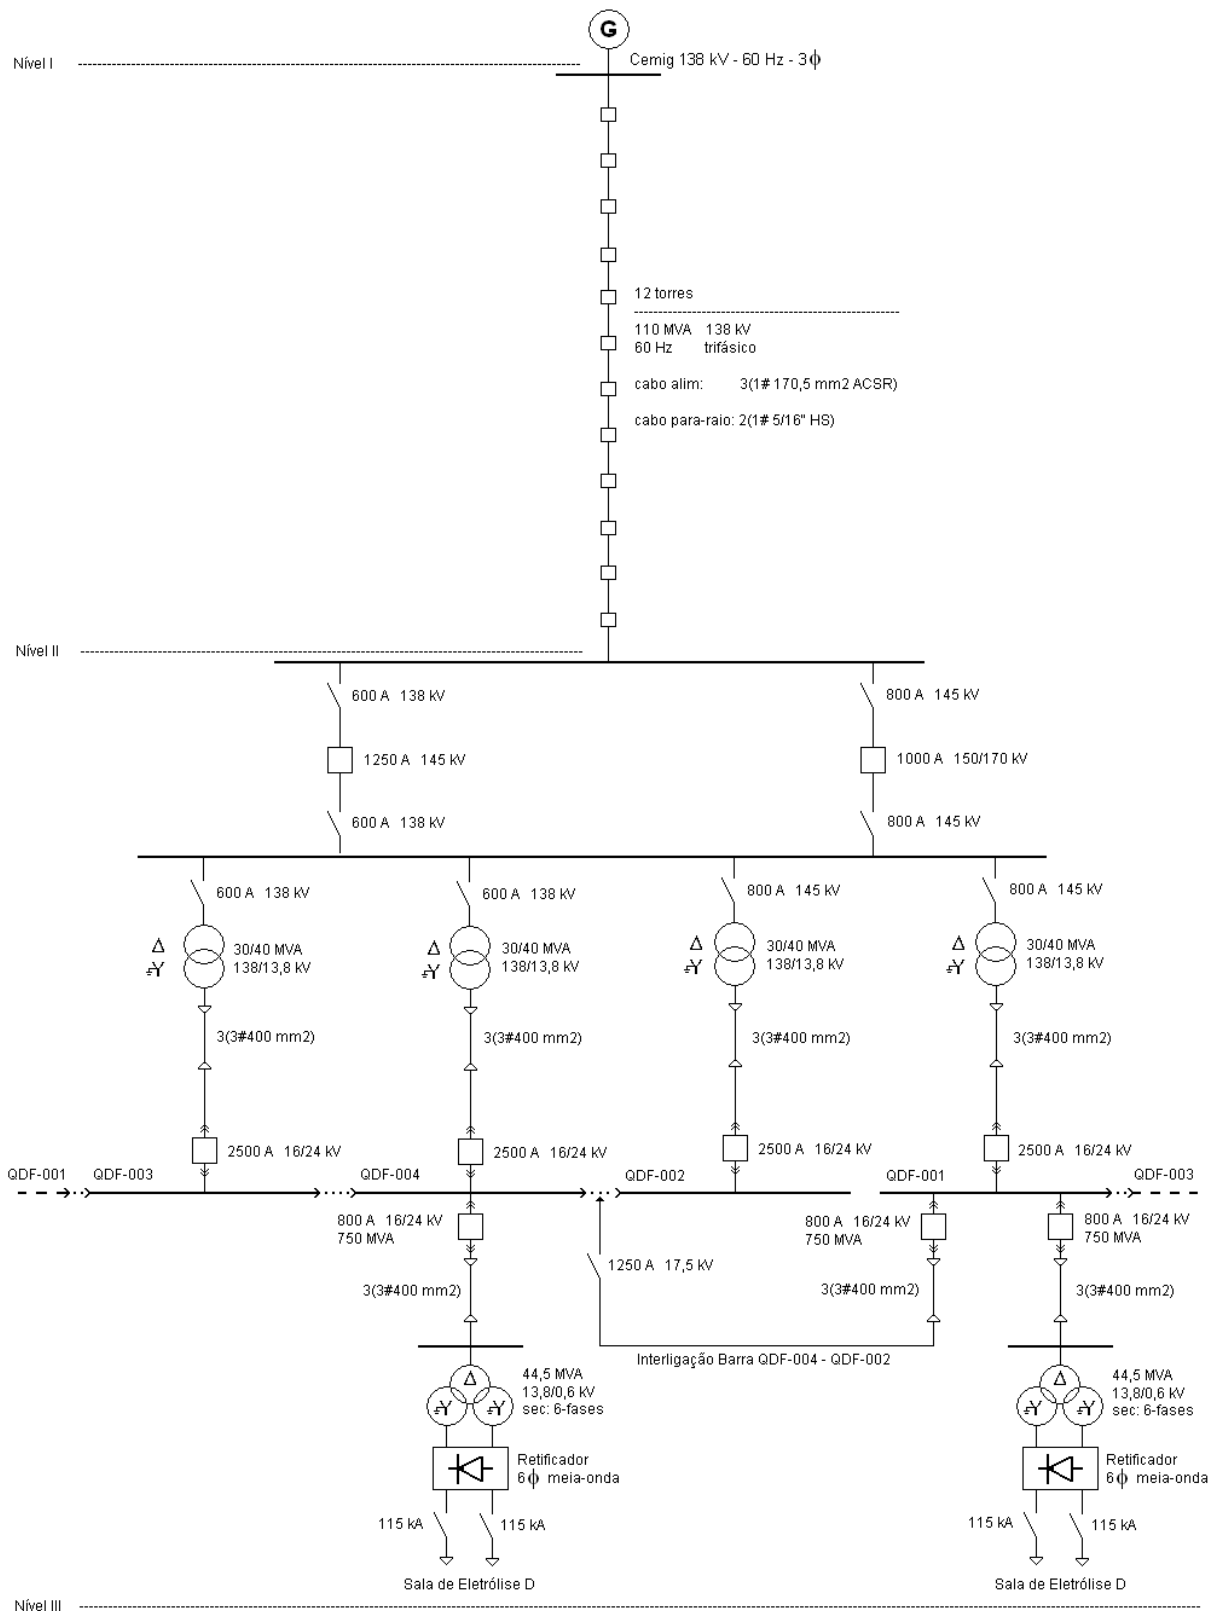 G
Nível I
Cemig 138 kV - 60 Hz - 3ϕ
12 torres
110 MVA 138 kV
60 Hz trifásico
cabo alim: 3(1# 170,5 mm2 ACSR)
cabo para-raio: 2(1# 5/16" HS)
Nível II
600 A 138 kV
800 A 145 kV
1250 A 145 kV
1000 A 150/170 kV
600 A 138 kV
800 A 145 kV
600 A 138 kV
600 A 138 kV
800 A 145 kV
800 A 145 kV
Δ
30/40 MVA
Y
138/13,8 kV
Δ
30/40 MVA
Y
138/13,8 kV
Δ
30/40 MVA
Y
138/13,8 kV
Δ
30/40 MVA
Y
138/13,8 kV
3(3#400 mm2)
3(3#400 mm2)
3(3#400 mm2)
3(3#400 mm2)
2500 A 16/24 kV
2500 A 16/24 kV
2500 A 16/24 kV
2500 A 16/24 kV
QDF-001
QDF-003
QDF-004
QDF-002
QDF-001
QDF-003
800 A 16/24 kV
750 MVA
800 A 16/24 kV
750 MVA
800 A 16/24 kV
750 MVA
1250 A 17,5 kV
3(3#400 mm2)
3(3#400 mm2)
3(3#400 mm2)
Interligação Barra QDF-004 - QDF-002
Δ
Y Y
44,5 MVA
13,8/0,6 kV
sec: 6-fases
Δ
Y Y
44,5 MVA
13,8/0,6 kV
sec: 6-fases
Retificador
6ϕ meia-onda
Retificador
6ϕ meia-onda
115 kA
115 kA
115 kA
115 kA
Sala de Eletrólise D
Sala de Eletrólise D
Nível III